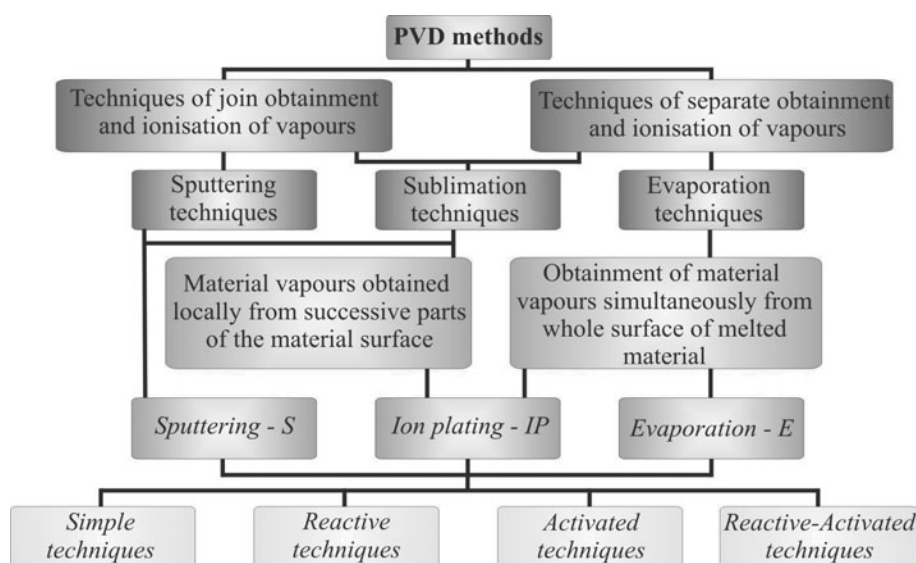 PVD methods
Techniques of join obtainment
and ionisation of vapours
Techniques of separate obtainment
and ionisation of vapours
Sputtering
techniques
Sublimation
techniques
Evaporation
techniques
Material vapours obtained
locally from successive parts
of the material surface
Obtainment of material
vapours simultaneously from
whole surface of melted
material
Sputtering - S
Ion plating - IP
Evaporation - E
Simple
techniques
Reactive
techniques
Activated
techniques
Reactive-Activated
techniques